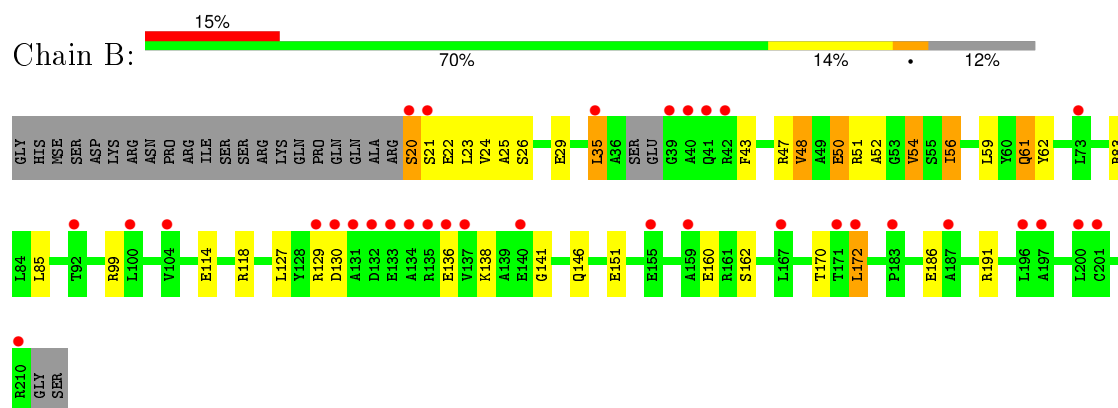 15%
Chain B:
70% 14% • 12%
GLY HIS MSE SER ASP LYS ARG ASN PRO ARG ILE SER SER ARG LYS GLN PRO GLN GLN ALA ARG S20 S21 E22 L23 V24 A25 S26 E29 L35 A36 SER GLU G39 A40 Q41 R42 F43 R47 V48 A49 E50 R51 A52 G53 V54 S55 I56 L59 Y60 Q61 Y62 L73 R83
L84 L85 T92 R99 L100 V104 E114 R118 L127 Y128 R129 D130 A131 D132 E133 A134 R135 E136 V137 K138 A139 E140 G141 Q146 E151 E155 A159 E160 R161 S162 L167 T170 T171 L172 P183 E186 A187 R191 L196 A197 L200 C201
R210 GLY SER